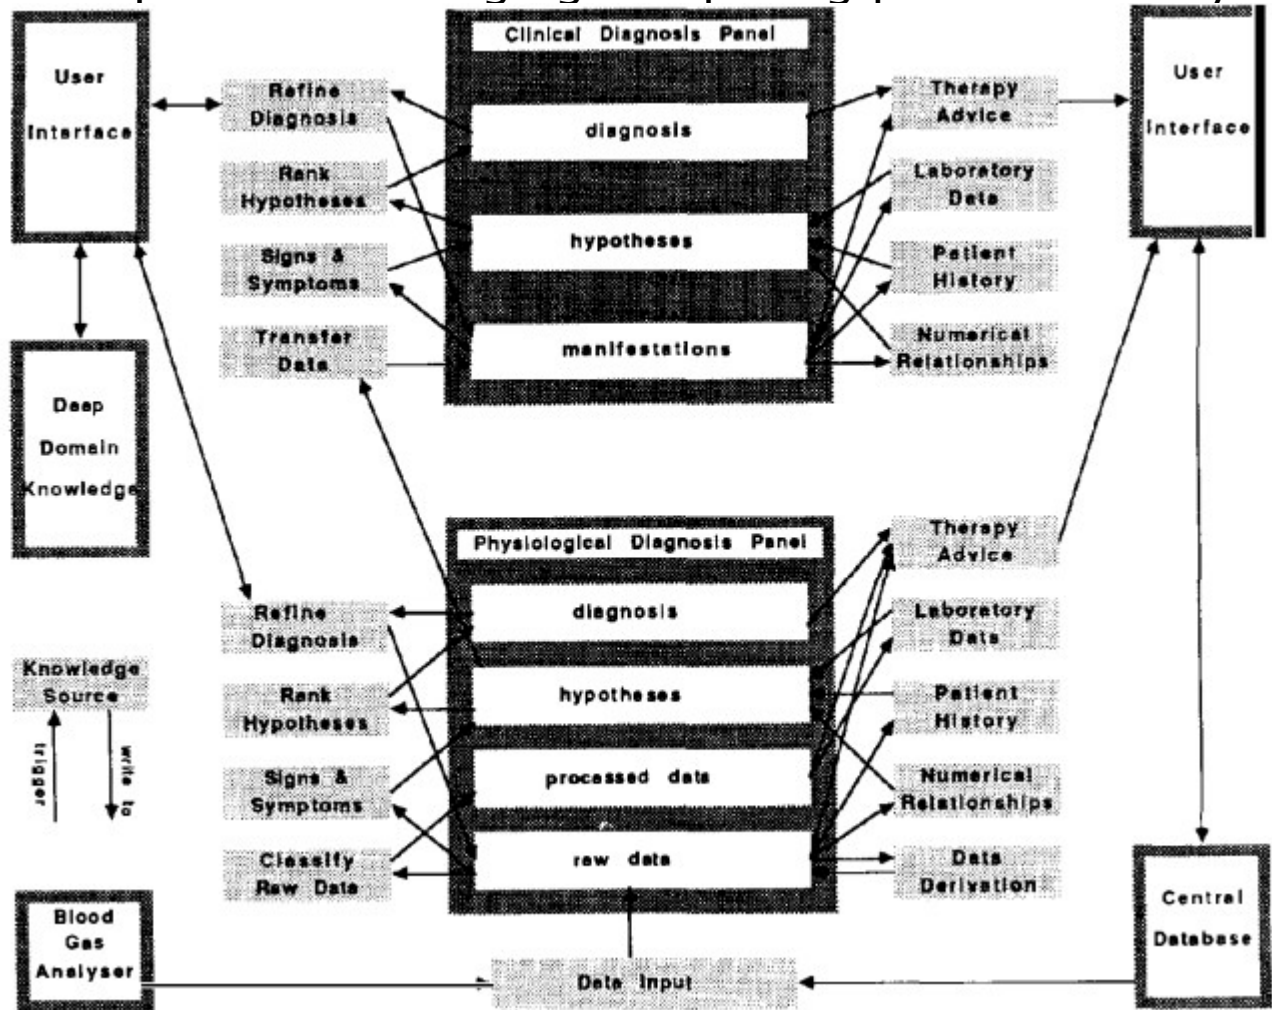 Clinical Diagnosis Panel
User
Interface
Refine
Diagnosis
diagnosis
Therapy
Advice
User
Interface
Rank
Hypotheses
Laboratory
Data
hypotheses
Signs &
Symptoms
Patient
History
Transfer
Data
manifestations
Numerical
Relationships
Deep
Domain
Knowledge
Physiological Diagnosis Panel
Therapy
Advice
Refine
Diagnosis
diagnosis
Laboratory
Data
Knowledge
Source
trigger
write to
Rank
Hypotheses
hypotheses
Patient
History
Signs &
Symptoms
processed data
Numerical
Relationships
Classify
Raw Data
raw data
Data
Derivation
Blood
Gas
Analyser
Data Input
Central
Database